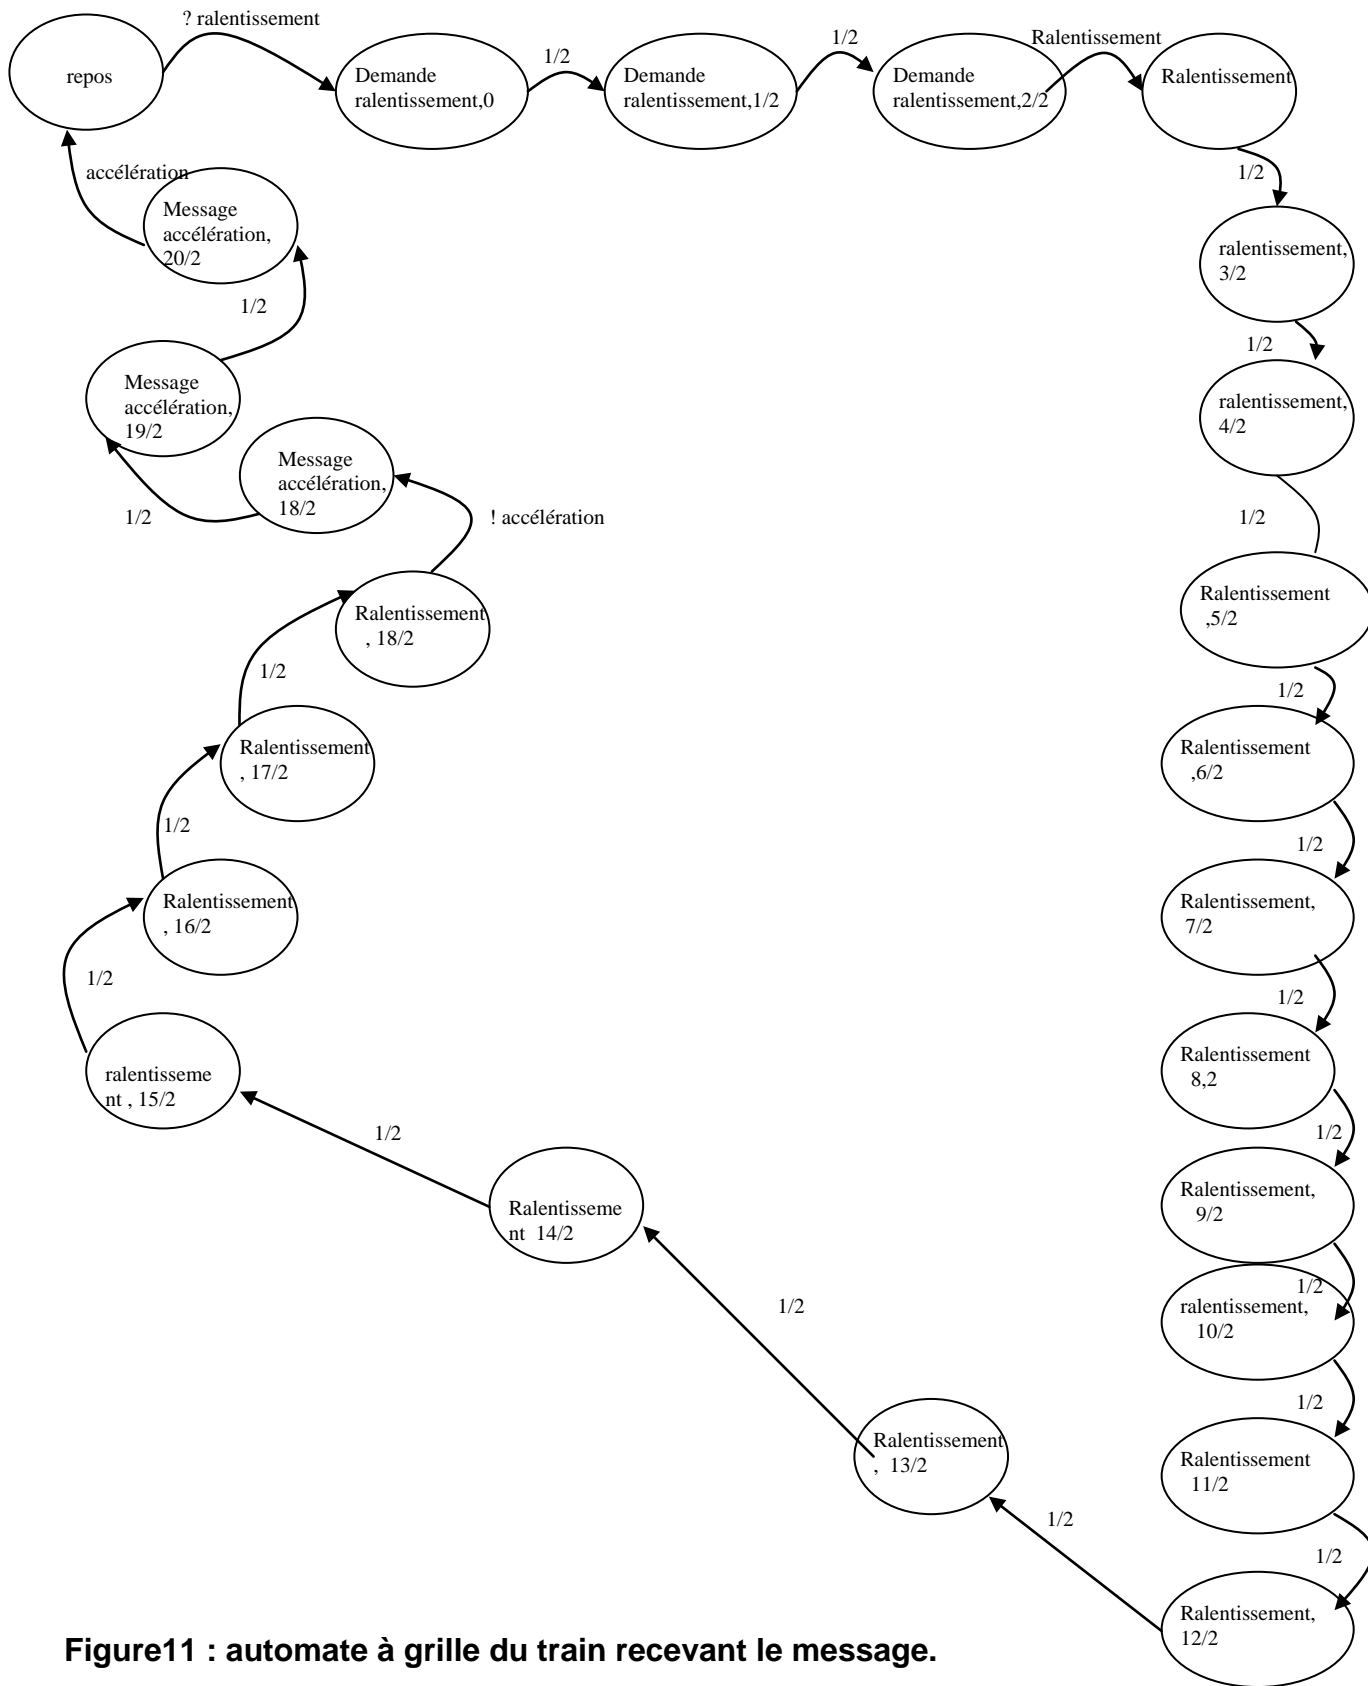 ? ralentissement
repos
Demande
ralentissement,0
1/2
Demande
ralentissement,1/2
1/2
Demande
ralentissement,2/2
Ralentissement
Ralentissement
1/2
ralentissement,
3/2
1/2
ralentissement,
4/2
1/2
Ralentissement
,5/2
1/2
Ralentissement
,6/2
1/2
Ralentissement,
7/2
1/2
Ralentissement
8,2
1/2
Ralentissement,
9/2
1/2
ralentissement,
10/2
1/2
Ralentissement
11/2
1/2
Ralentissement,
12/2
1/2
Ralentissement
, 13/2
1/2
Ralentisseme
nt 14/2
1/2
ralentisseme
nt , 15/2
1/2
Ralentissement
, 16/2
1/2
Ralentissement
, 17/2
1/2
Ralentissement
, 18/2
! accélération
Message
accélération,
18/2
1/2
Message
accélération,
19/2
1/2
Message
accélération,
20/2
accélération
Figure11 : automate à grille du train recevant le message.